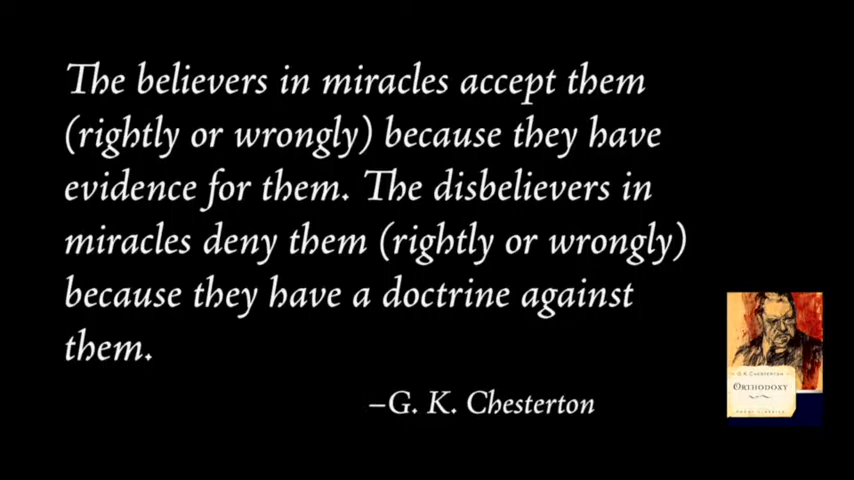 The believers in miracles accept them
(rightly or wrongly) because they have
evidence for them. The disbelievers in
miracles deny them (rightly or wrongly)
because they have a doctrine against
them.
–G. K. Chesterton
G. K. CHESTERTON
ORTHODOXY